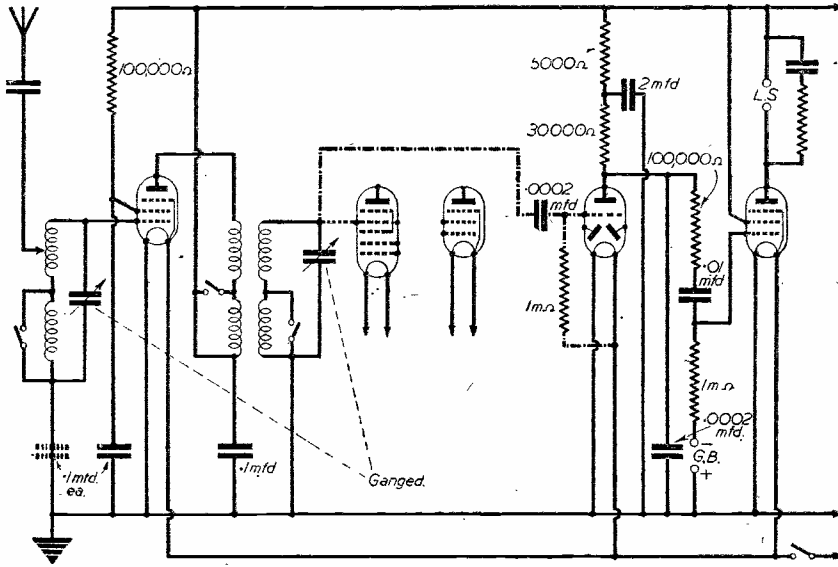 100,000Ω
5000Ω
2 mfd
30000Ω
L.S.
100,000Ω
.0002
mfd
.01
mfd
1mΩ
1mΩ
.0002
mfd.
-
G.B.
+
.1mfd.
ea.
.1mfd
Ganged.